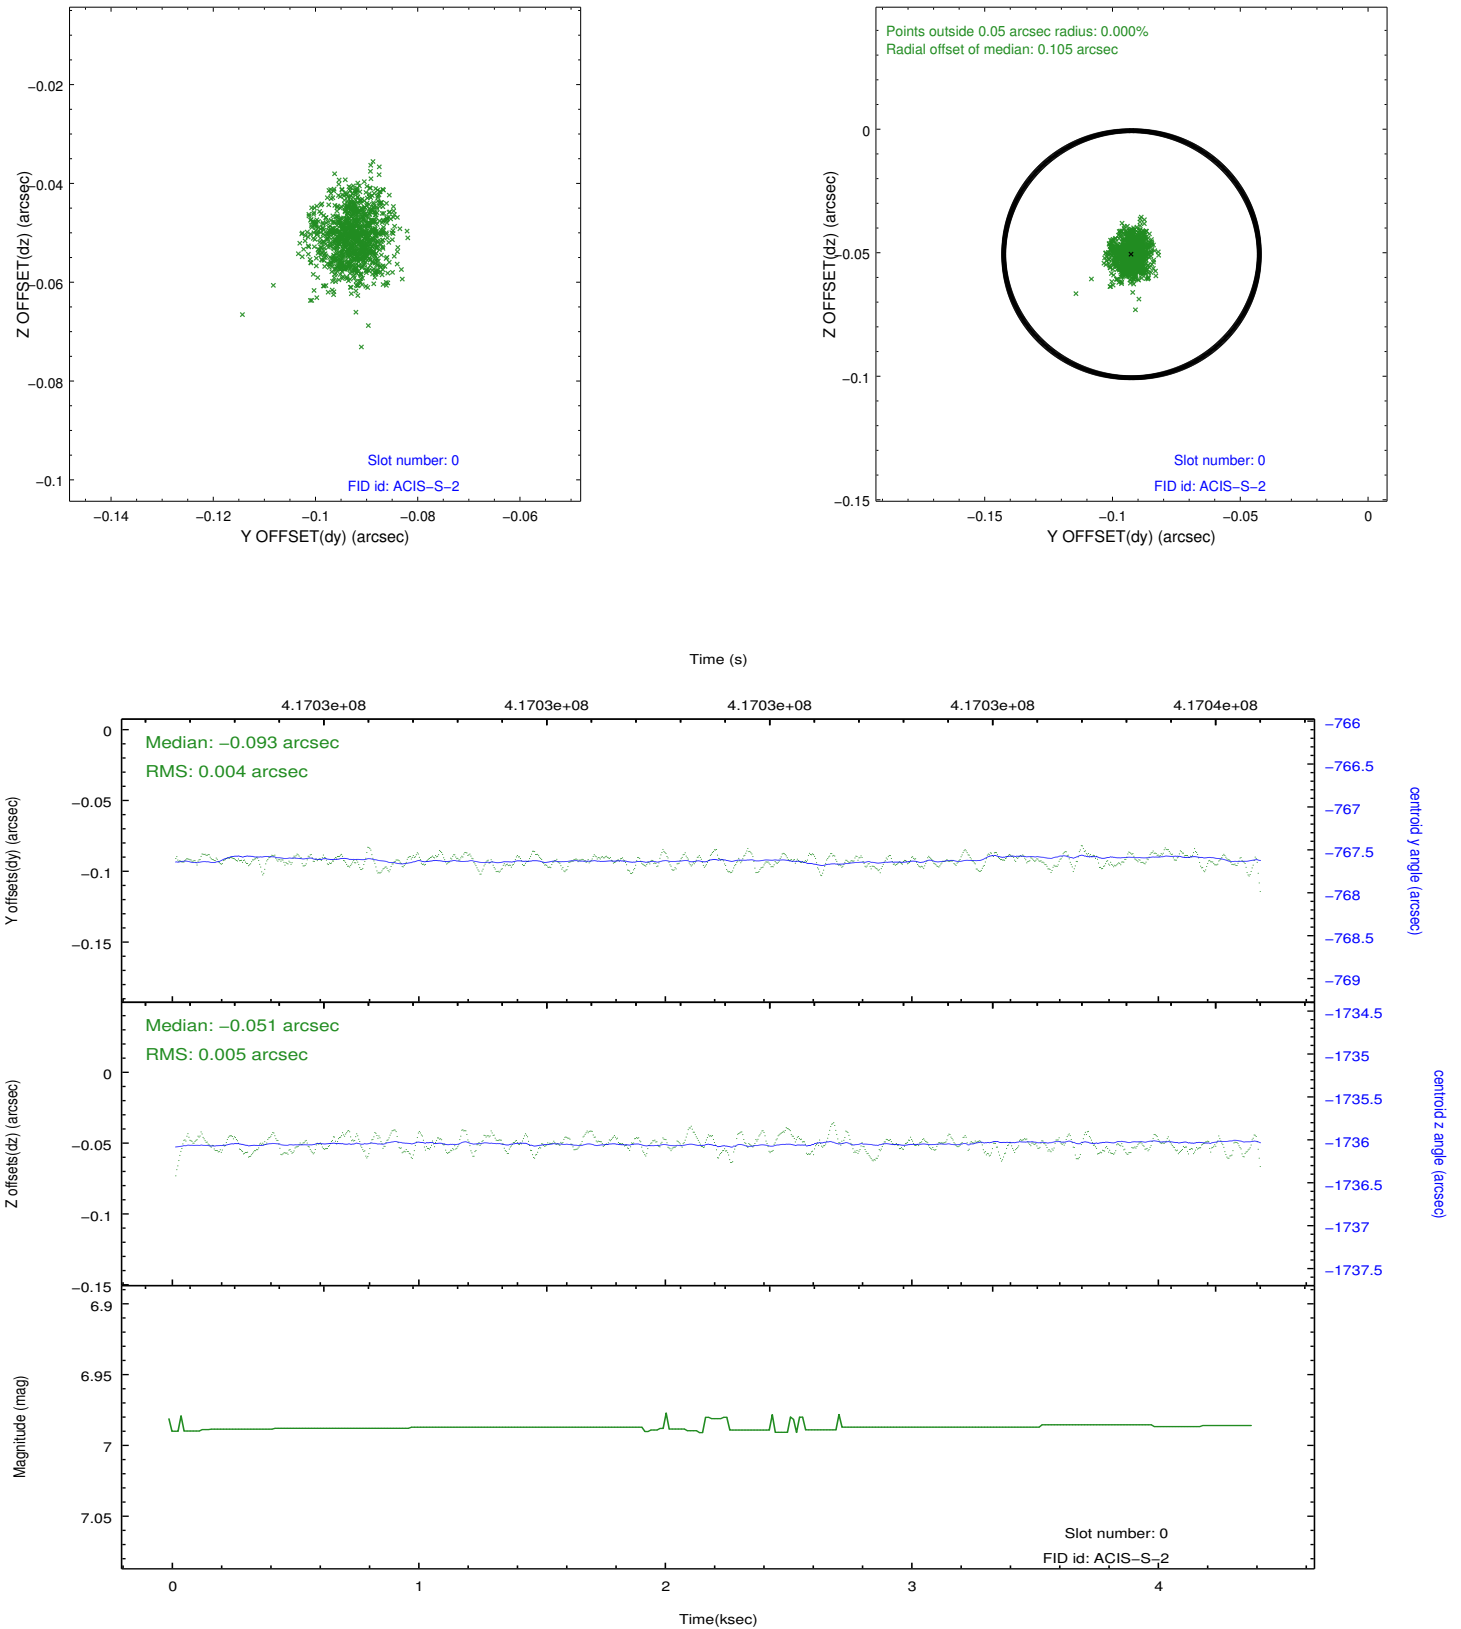 −0.02
−0.04
−0.06
−0.08
−0.1
Z OFFSET(dz) (arcsec)
Slot number: 0
FID id: ACIS−S−2
−0.14 −0.12 −0.1 −0.08 −0.06
Y OFFSET(dy) (arcsec)
Points outside 0.05 arcsec radius: 0.000%
Radial offset of median: 0.105 arcsec
0
−0.05
−0.1
−0.15
Z OFFSET(dz) (arcsec)
Slot number: 0
FID id: ACIS−S−2
−0.15 −0.1 −0.05 0
Y OFFSET(dy) (arcsec)
Time (s)
4.1703e+08 4.1703e+08 4.1703e+08 4.1703e+08 4.1704e+08
Median: −0.093 arcsec
RMS: 0.004 arcsec
0
−0.05
−0.1
−0.15
Y offsets(dy) (arcsec)
−766
−766.5
−767
−767.5
−768
−768.5
−769
centroid y angle (arcsec)
Median: −0.051 arcsec
RMS: 0.005 arcsec
0
−0.05
−0.1
−0.15
Z offsets(dz) (arcsec)
−1734.5
−1735
−1735.5
−1736
−1736.5
−1737
−1737.5
centroid z angle (arcsec)
6.9
6.95
7
7.05
Magnitude (mag)
Slot number: 0
FID id: ACIS−S−2
0 1 2 3 4
Time(ksec)